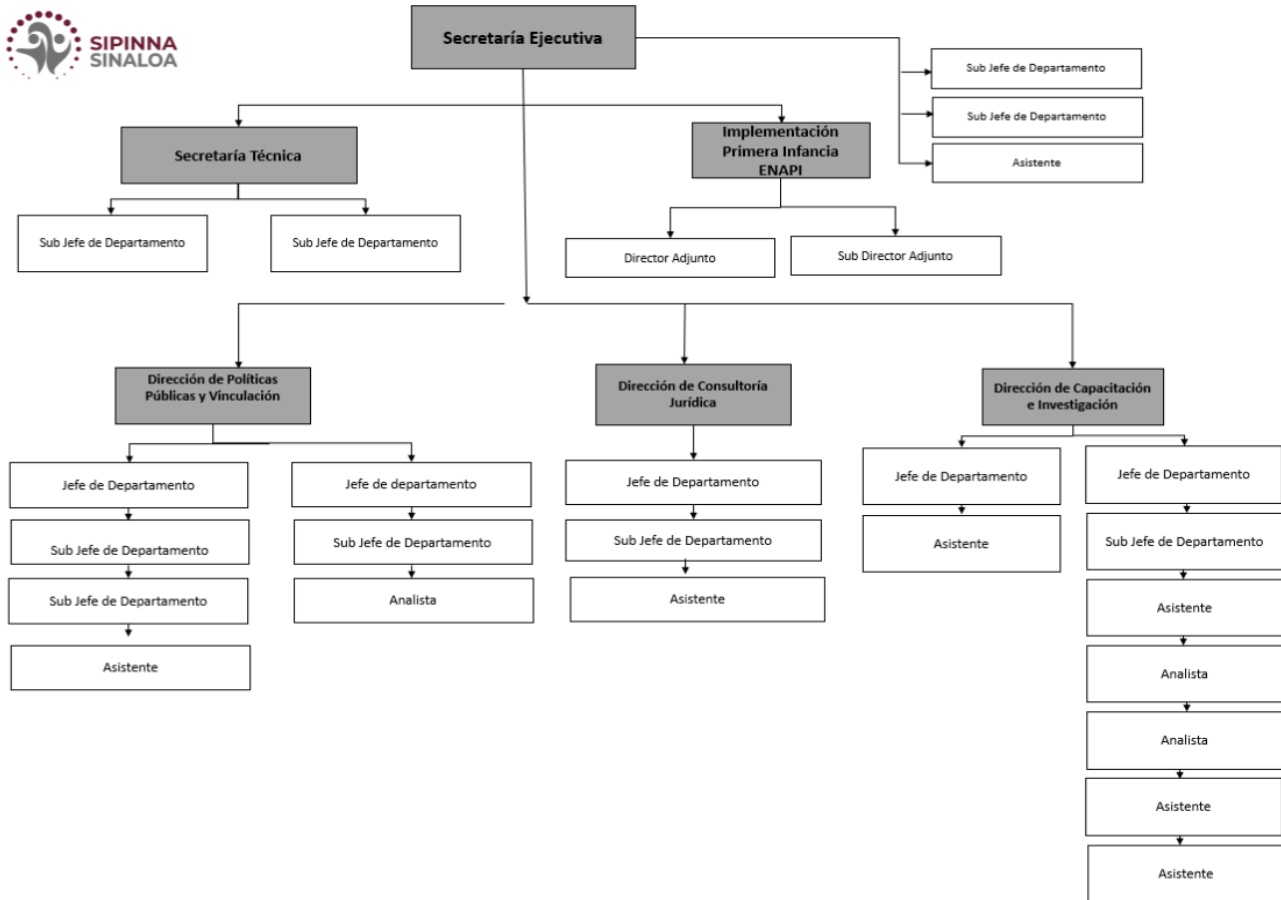 SIPINNA
SINALOA
Secretaría Ejecutiva
Sub Jefe de Departamento
Sub Jefe de Departamento
Asistente
Secretaría Técnica
Implementación
Primera Infancia
ENAPI
Sub Jefe de Departamento
Sub Jefe de Departamento
Director Adjunto
Sub Director Adjunto
Dirección de Políticas
Públicas y Vinculación
Dirección de Consultoría
Jurídica
Dirección de Capacitación
e Investigación
Jefe de Departamento
Sub Jefe de Departamento
Sub Jefe de Departamento
Asistente
Jefe de departamento
Sub Jefe de Departamento
Analista
Jefe de Departamento
Sub Jefe de Departamento
Asistente
Jefe de Departamento
Asistente
Jefe de Departamento
Sub Jefe de Departamento
Asistente
Analista
Analista
Asistente
Asistente